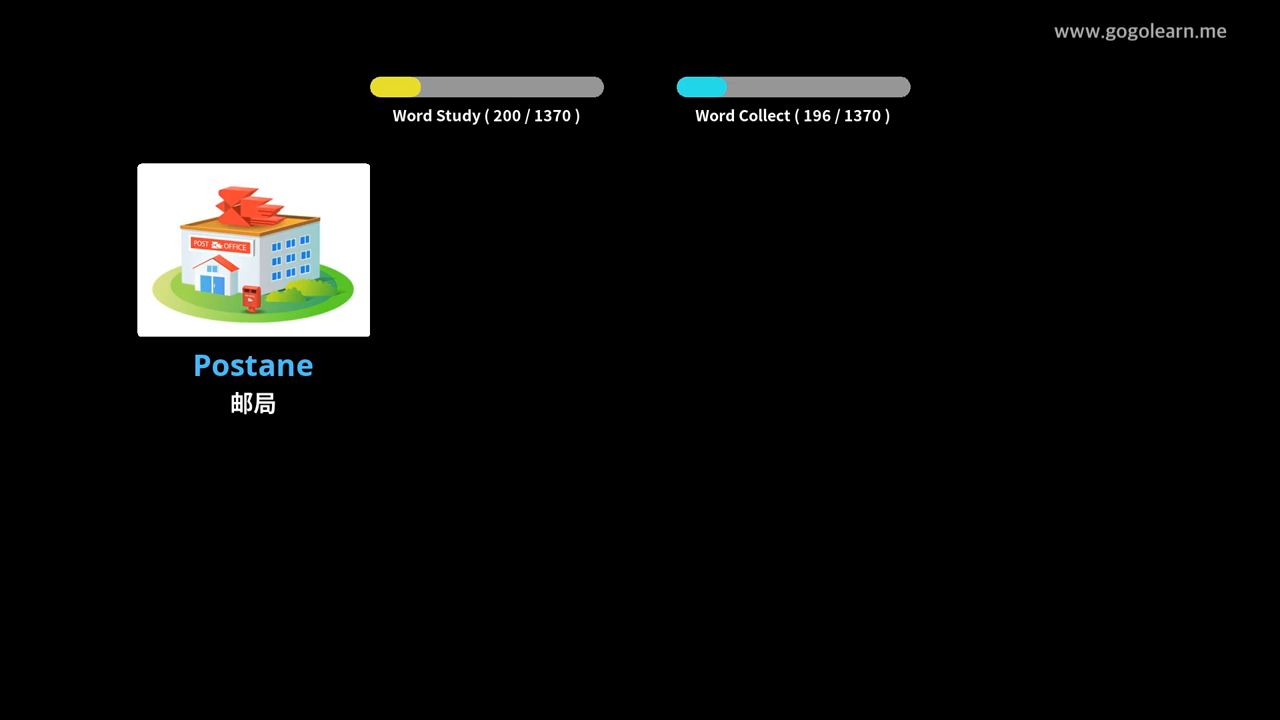 www.gogolearn.me
Word Study ( 200 / 1370 )
Word Collect ( 196 / 1370 )
POST OFFICE
Postane
邮局